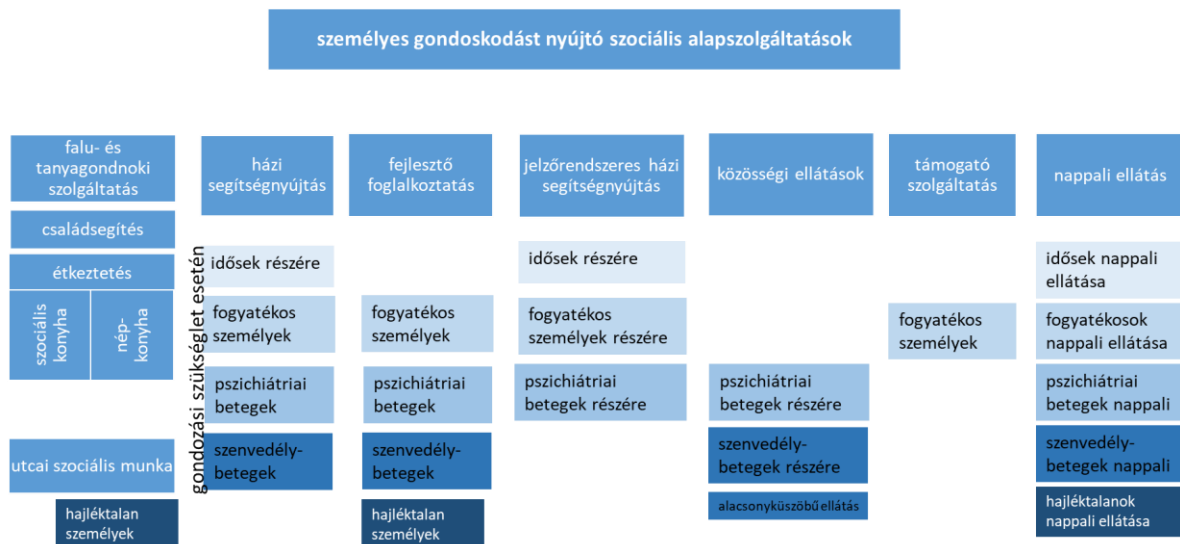 személyes gondoskodást nyújtó szociális alapszolgáltatások
falu- és
tanyagondnoki
szolgáltatás
családsegítés
étkeztetés
szociális
konyha
nép-
konyha
utcai szociális munka
hajléktalan
személyek
gondozási szükséglet esetén
házi
segítségnyújtás
idősek részére
fogyatékos
személyek
pszichiátriai
betegek
szenvedély-
betegek
fejlesztő
foglalkoztatás
fogyatékos
személyek
pszichiátriai
betegek
szenvedély-
betegek
hajléktalan
személyek
jelzőrendszeres házi
segítségnyújtás
idősek részére
fogyatékos
személyek részére
pszichiátriai
betegek részére
közösségi ellátások
pszichiátriai
betegek részére
szenvedély-
betegek részére
alacsonyküszöbű ellátás
támogató
szolgáltatás
fogyatékos
személyek
nappali ellátás
idősek nappali
ellátása
fogyatékosok
nappali ellátása
pszichiátriai
betegek nappali
szenvedély-
betegek nappali
hajléktalanok
nappali ellátása